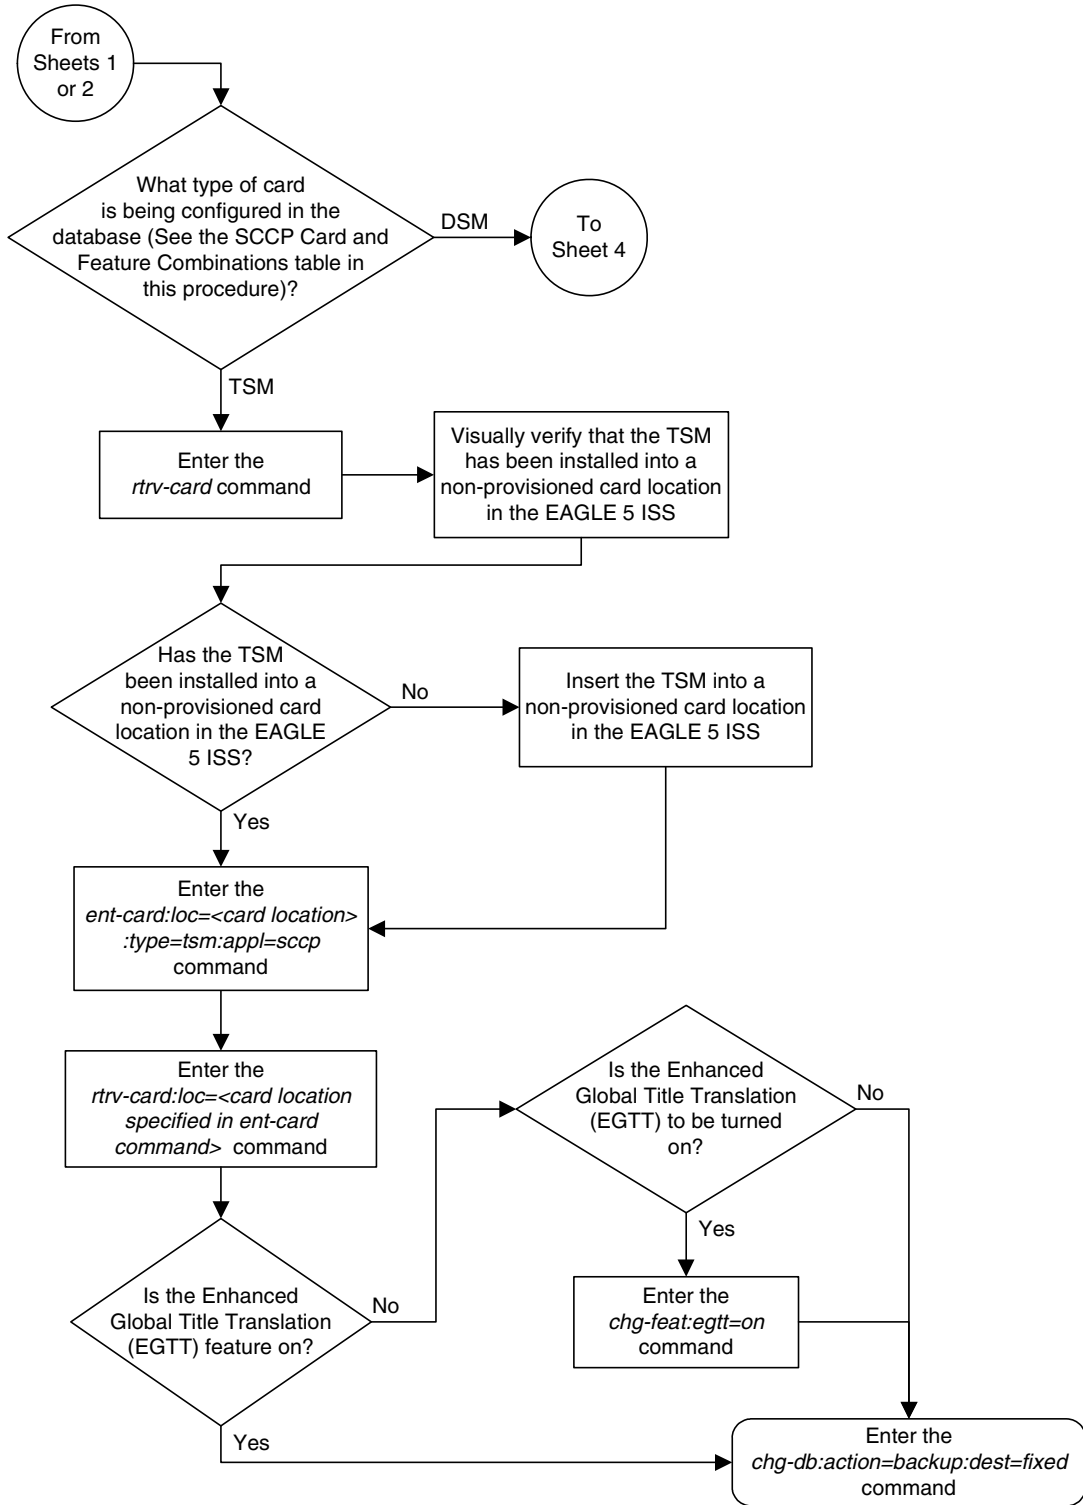 From
Sheets 1
or 2
What type of card
is being configured in the
database (See the SCCP Card and
Feature Combinations table in
this procedure)?
DSM
To
Sheet 4
TSM
Enter the
rtrv-card command
Visually verify that the TSM
has been installed into a
non-provisioned card location
in the EAGLE 5 ISS
Has the TSM
been installed into a
non-provisioned card
location in the EAGLE
5 ISS?
No
Insert the TSM into a
non-provisioned card location
in the EAGLE 5 ISS
Yes
Enter the
ent-card:loc=<card location>
:type=tsm:appl=sccp
command
Enter the
rtrv-card:loc=<card location
specified in ent-card
command> command
Is the Enhanced
Global Title Translation
(EGTT) to be turned
on?
No
Yes
Is the Enhanced
Global Title Translation
(EGTT) feature on?
No
Enter the
chg-feat:egtt=on
command
Yes
Enter the
chg-db:action=backup:dest=fixed
command